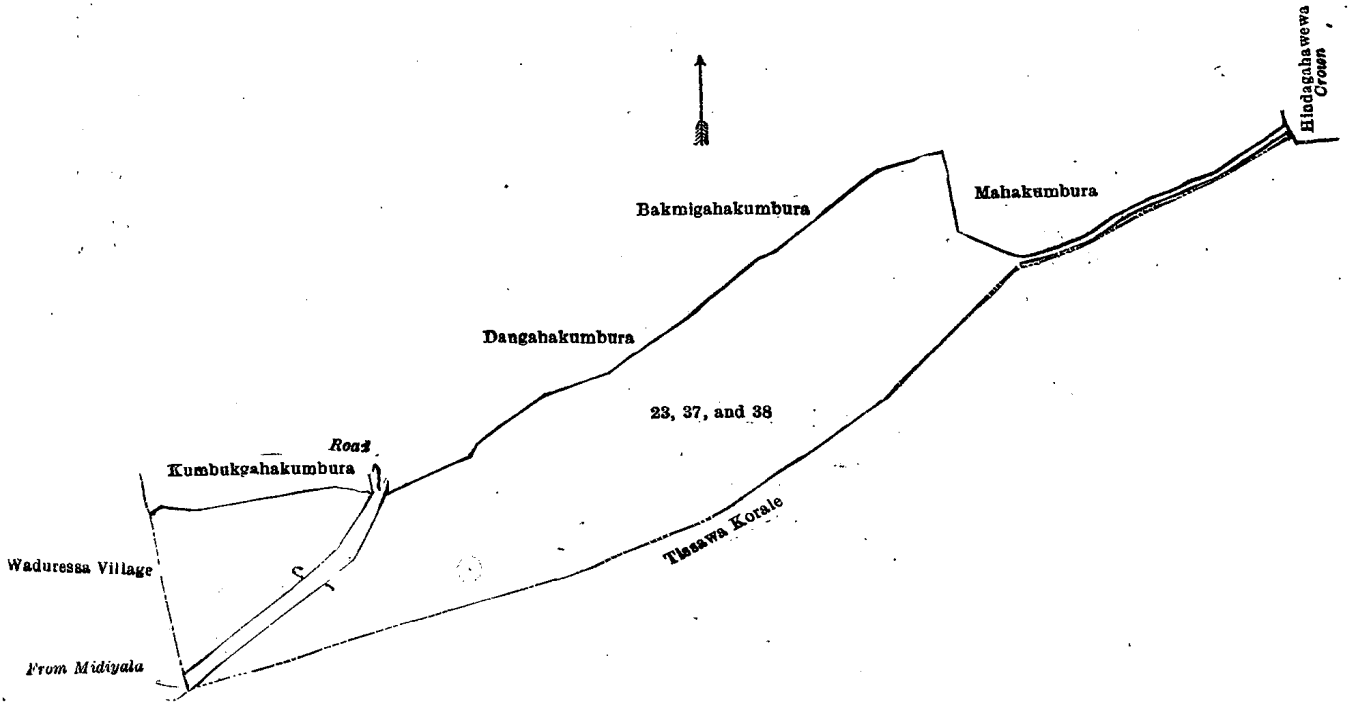 Hindagahawewa
Crown
Bakmigahakumbura
Mahakumbura
Dangahakumbura
23, 37, and 38
Road
Kumbukgahakumbura
Tissawa Korale
Waduressa Village
From Midiyala